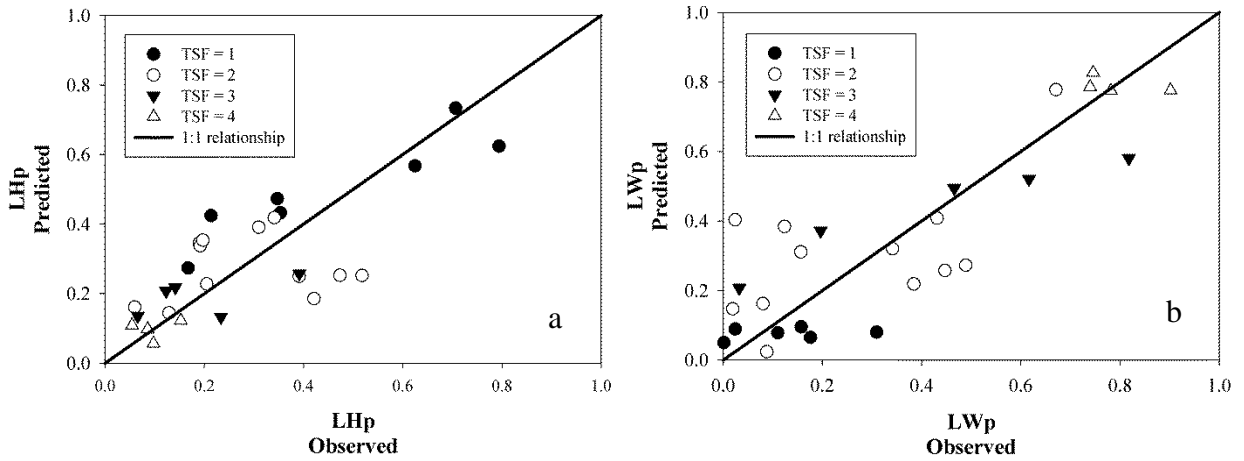 1.0
0.8
0.6
0.4
0.2
0.0
LHp
Predicted
TSF = 1
TSF = 2
TSF = 3
TSF = 4
1:1 relationship
a
0.0 0.2 0.4 0.6 0.8 1.0
LHp
Observed
1.0
0.8
0.6
0.4
0.2
0.0
LWp
Predicted
TSF = 1
TSF = 2
TSF = 3
TSF = 4
1:1 relationship
b
0.0 0.2 0.4 0.6 0.8 1.0
LWp
Observed